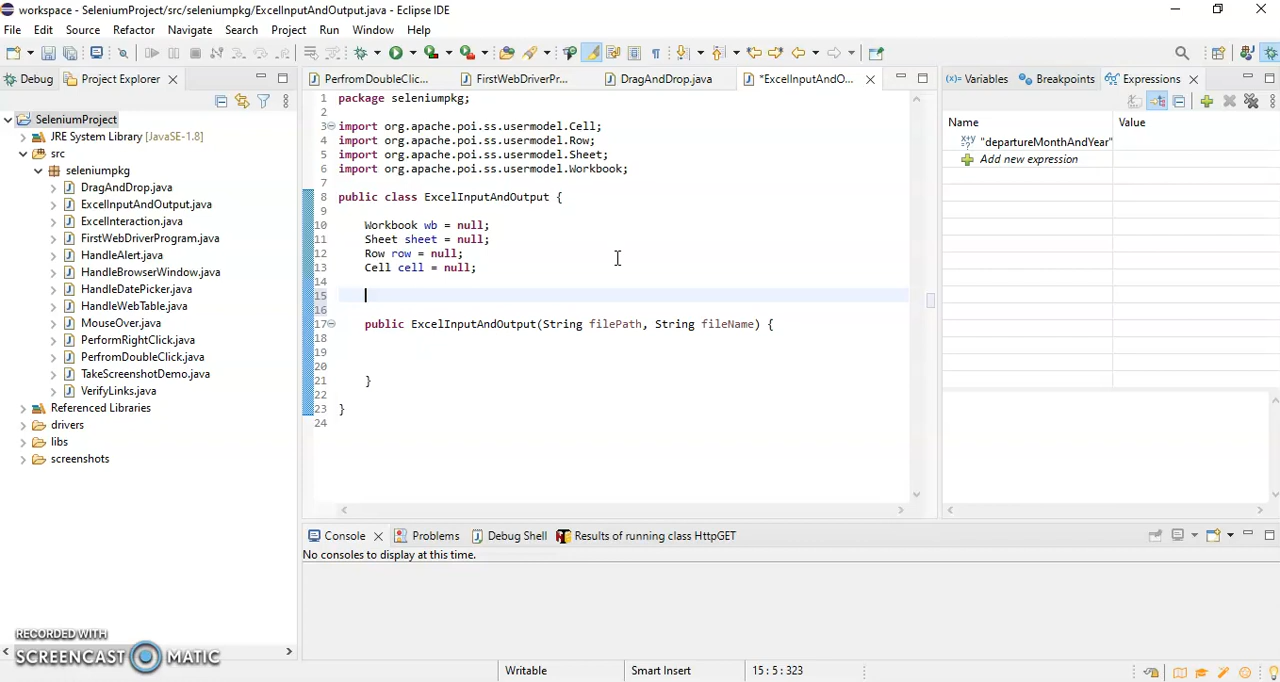 workspace - SeleniumProject/src/seleniumpkg/ExcelInputAndOutput.java - Eclipse IDE
File Edit Source Refactor Navigate Search Project Run Window Help
Debug Project Explorer
PerfromDoubleClic... FirstWebDriverPr... DragAndDrop.java *ExcelInputAndO...
(x)= Variables Breakpoints Expressions
SeleniumProject
JRE System Library [JavaSE-1.8]
src
seleniumpkg
DragAndDrop.java
ExcelInputAndOutput.java
ExcelInteraction.java
FirstWebDriverProgram.java
HandleAlert.java
HandleBrowserWindow.java
HandleDatePicker.java
HandleWebTable.java
MouseOver.java
PerformRightClick.java
PerfromDoubleClick.java
TakeScreenshotDemo.java
VerifyLinks.java
Referenced Libraries
drivers
libs
screenshots
1 package seleniumpkg;
2
3 import org.apache.poi.ss.usermodel.Cell;
4 import org.apache.poi.ss.usermodel.Row;
5 import org.apache.poi.ss.usermodel.Sheet;
6 import org.apache.poi.ss.usermodel.Workbook;
7
8 public class ExcelInputAndOutput {
9
10 Workbook wb = null;
11 Sheet sheet = null;
12 Row row = null;
13 Cell cell = null;
14
15
16
17 public ExcelInputAndOutput(String filePath, String fileName) {
18
19
20
21 }
22
23 }
24
Name Value
"departureMonthAndYear"
Add new expression
Console Problems Debug Shell Results of running class HttpGET
No consoles to display at this time.
RECORDED WITH
SCREENCAST MATIC
Writable Smart Insert 15 : 5 : 323